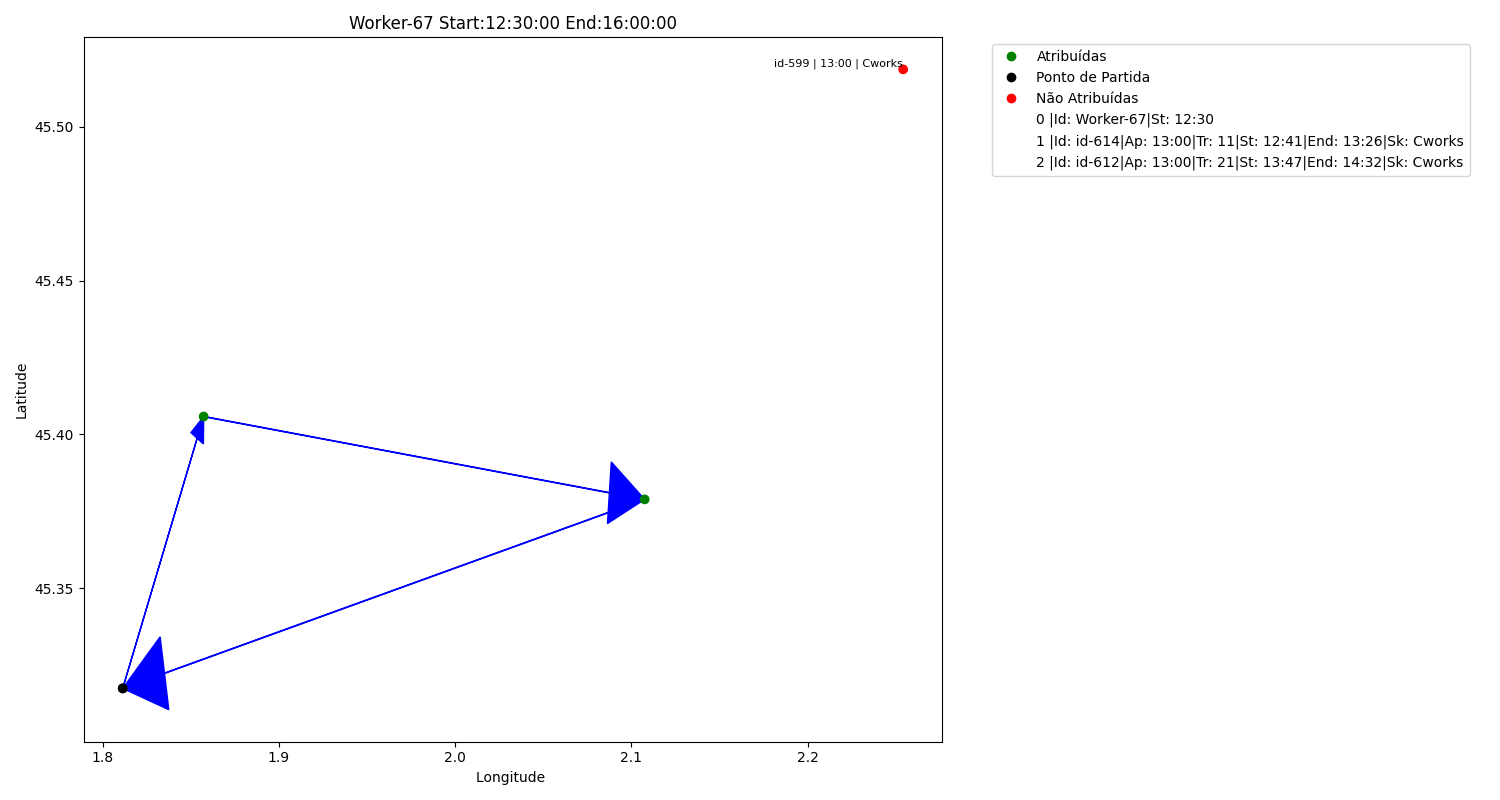 Worker-67 Start:12:30:00 End:16:00:00
id-599 | 13:00 | Cworks
45.50
45.45
45.40
45.35
Latitude
1.8
1.9
2.0
2.1
2.2
Longitude
Atribuídas
Ponto de Partida
Não Atribuídas
0 |Id: Worker-67|St: 12:30
1 |Id: id-614|Ap: 13:00|Tr: 11|St: 12:41|End: 13:26|Sk: Cworks
2 |Id: id-612|Ap: 13:00|Tr: 21|St: 13:47|End: 14:32|Sk: Cworks